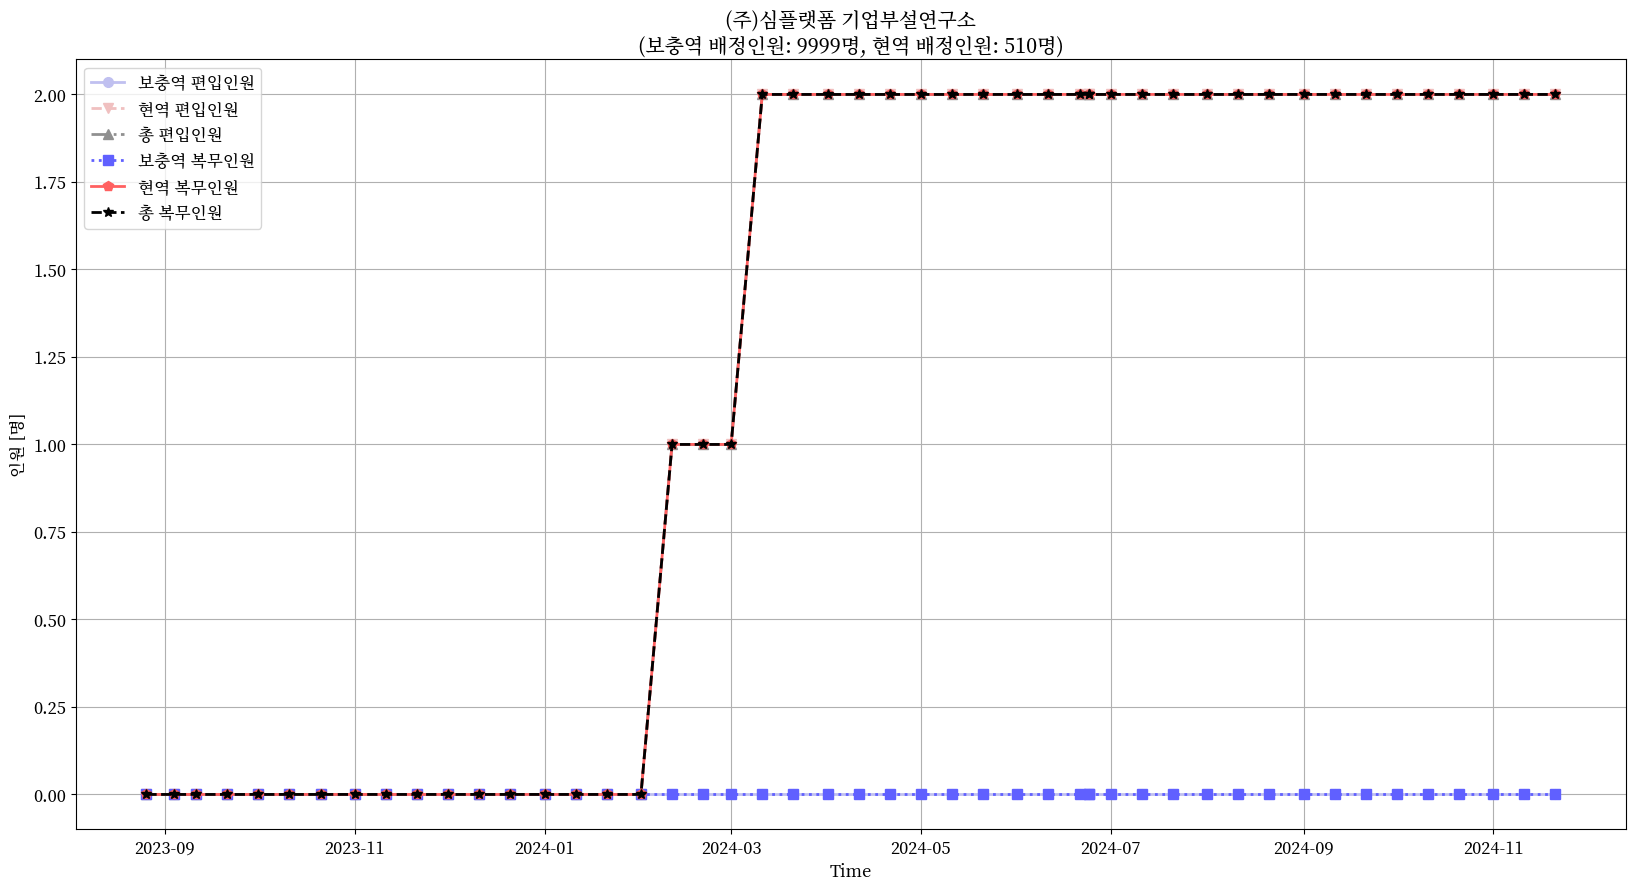 (주)심플랫폼 기업부설연구소
(보충역 배정인원: 9999명, 현역 배정인원: 510명)
보충역 편입인원
현역 편입인원
총 편입인원
보충역 복무인원
현역 복무인원
총 복무인원
2.00
1.75
1.50
1.25
1.00
0.75
0.50
0.25
0.00
인원 [명]
2023-09
2023-11
2024-01
2024-03
2024-05
2024-07
2024-09
2024-11
Time